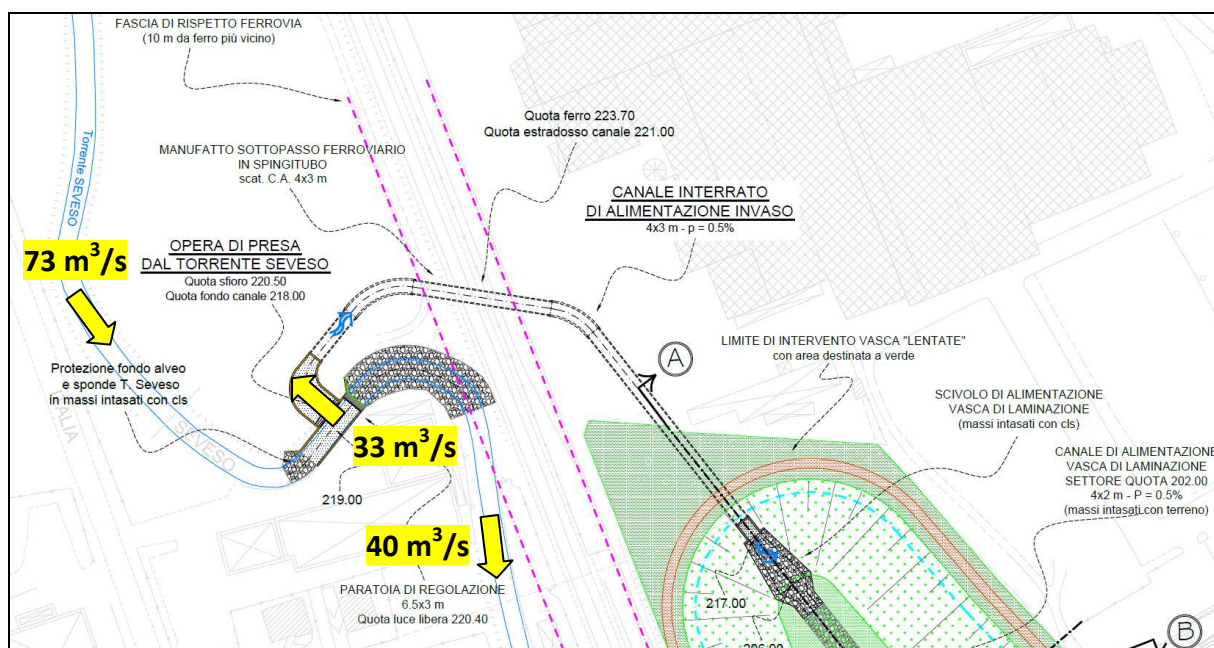 FASCIA DI RISPETTO FERROVIA
(10 m da ferro più vicino)
Quota ferro 223.70
Quota estradosso canale 221.00
MANUFATTO SOTTOPASSO FERROVIARIO
IN SPINGITUBO
scat. C.A. 4x3 m
Torrente SEVESO
CANALE INTERRATO
DI ALIMENTAZIONE INVASO
4x3 m - p = 0.5%
73 m³/s
OPERA DI PRESA
DAL TORRENTE SEVESO
Quota sfioro 220.50
Quota fondo canale 218.00
LIMITE DI INTERVENTO VASCA "LENTATE"
con area destinata a verde
A
Protezione fondo alveo
e sponde T. Seveso
in massi intasati con cls
SCIVOLO DI ALIMENTAZIONE
VASCA DI LAMINAZIONE
(massi intasati con cls)
ALIA
SEVESO
33 m³/s
CANALE DI ALIMENTAZIONE
VASCA DI LAMINAZIONE
SETTORE QUOTA 202.00
4x2 m - P = 0.5%
(massi intasati con terreno)
219.00
40 m³/s
PARATOIA DI REGOLAZIONE
6.5x3 m
Quota luce libera 220.40
217.00
206.00
B